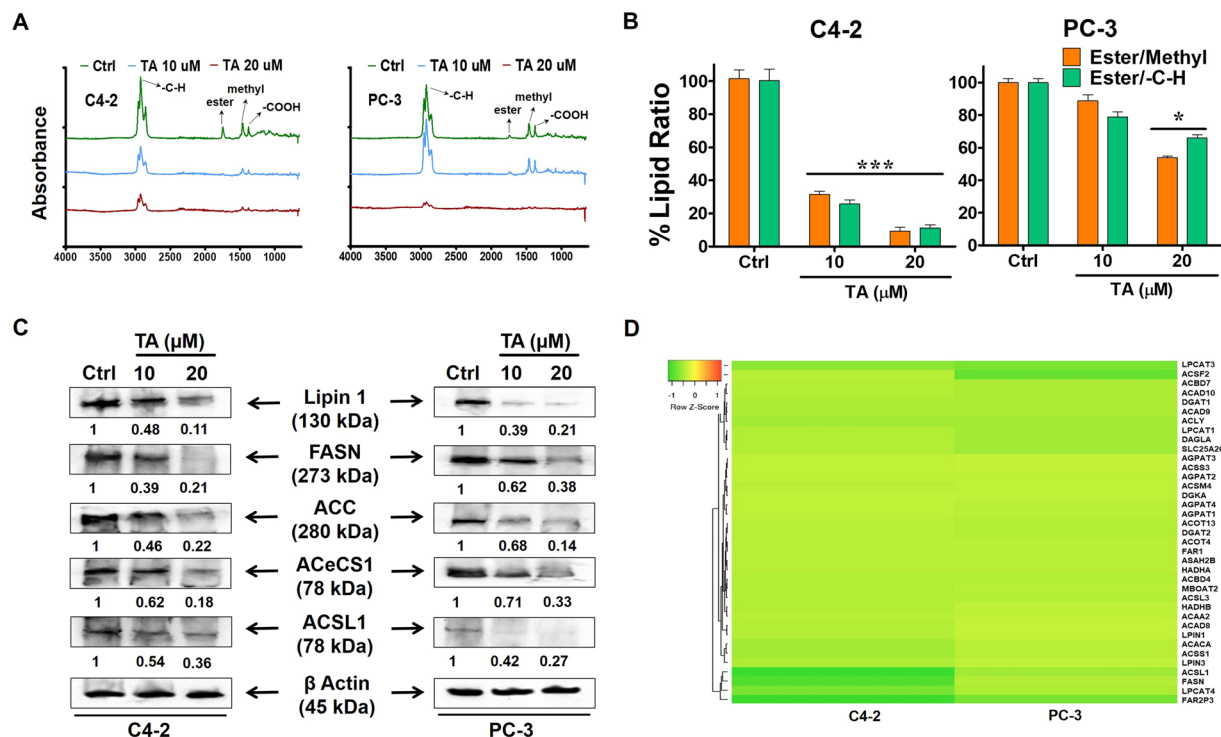 A
Ctrl
TA 10 uM
TA 20 uM
C4-2
-C-H
ester
methyl
-COOH
Ctrl
TA 10 uM
TA 20 uM
PC-3
-C-H
ester
methyl
-COOH
Absorbance
4000 3500 3000 2500 2000 1500 1000
4000 3500 3000 2500 2000 1500 1000
B
C4-2
PC-3
Ester/Methyl
Ester/-C-H
% Lipid Ratio
100
80
60
40
20
0
***
Ctrl 10 20
TA (μM)
100
80
60
40
20
0
*
Ctrl 10 20
TA (μM)
C
TA (μM)
Ctrl 10 20
TA (μM)
Ctrl 10 20
Lipin 1
(130 kDa)
1 0.48 0.11
1 0.39 0.21
FASN
(273 kDa)
1 0.39 0.21
1 0.62 0.38
ACC
(280 kDa)
1 0.46 0.22
1 0.68 0.14
ACeCS1
(78 kDa)
1 0.62 0.18
1 0.71 0.33
ACSL1
(78 kDa)
1 0.54 0.36
1 0.42 0.27
β Actin
(45 kDa)
C4-2
PC-3
D
-1 0 1
Row Z-Score
LPCAT3
ACSF2
ACBD7
ACAD10
DGAT1
ACAD9
ACLY
LPCAT1
DAGLA
SLC25A20
AGPAT3
ACSS3
AGPAT2
ACSM4
DGKA
AGPAT4
AGPAT1
ACOT13
DGAT2
ACOT4
FAR1
ASAH2B
HADHA
ACBD4
MBOAT2
ACSL3
HADHB
ACAA2
ACAD8
LPIN1
ACACA
ACSS1
LPIN3
ACSL1
FASN
LPCAT4
FAR2P3
C4-2
PC-3